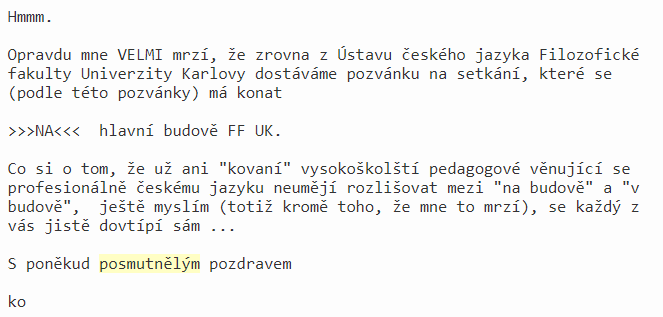 Hmmm.
Opravdu mne VELMI mrzí, že zrovna z Ústavu českého jazyka Filozofické
fakulty Univerzity Karlovy dostáváme pozvánku na setkání, které se
(podle této pozvánky) má konat
>>>NA<<<  hlavní budově FF UK.
Co si o tom, že už ani "kovaní" vysokoškolští pedagogové věnující se
profesionálně českému jazyku neumějí rozlišovat mezi "na budově" a "v
budově",  ještě myslím (totiž kromě toho, že mne to mrzí), se každý z
vás jistě dovtípí sám ...
S poněkud posmutnělým pozdravem
ko